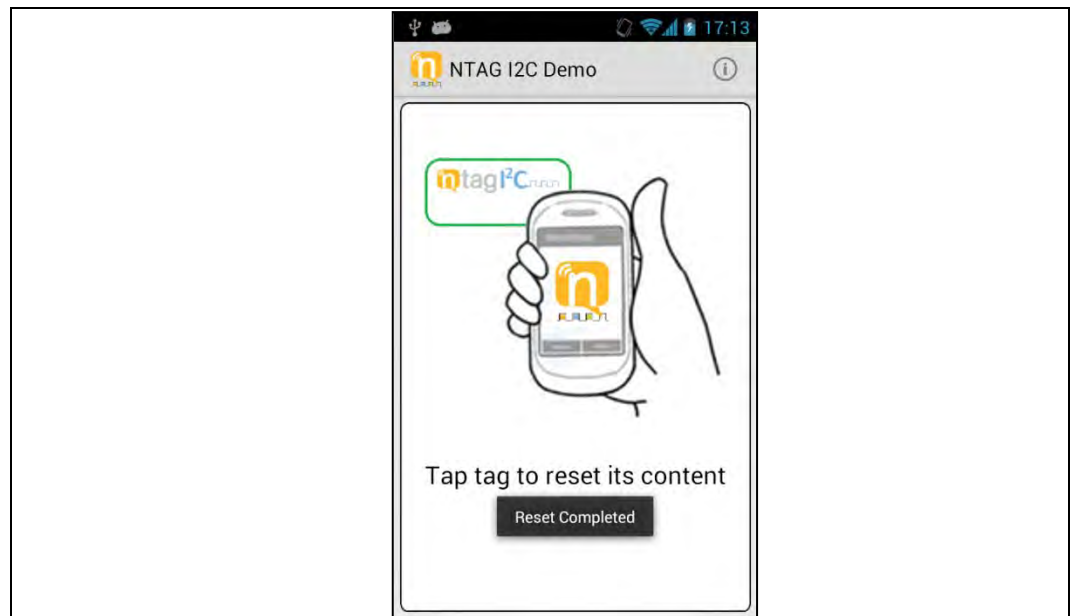 17:13
NTAG I2C Demo
ntag I²C
Tap tag to reset its content
Reset Completed